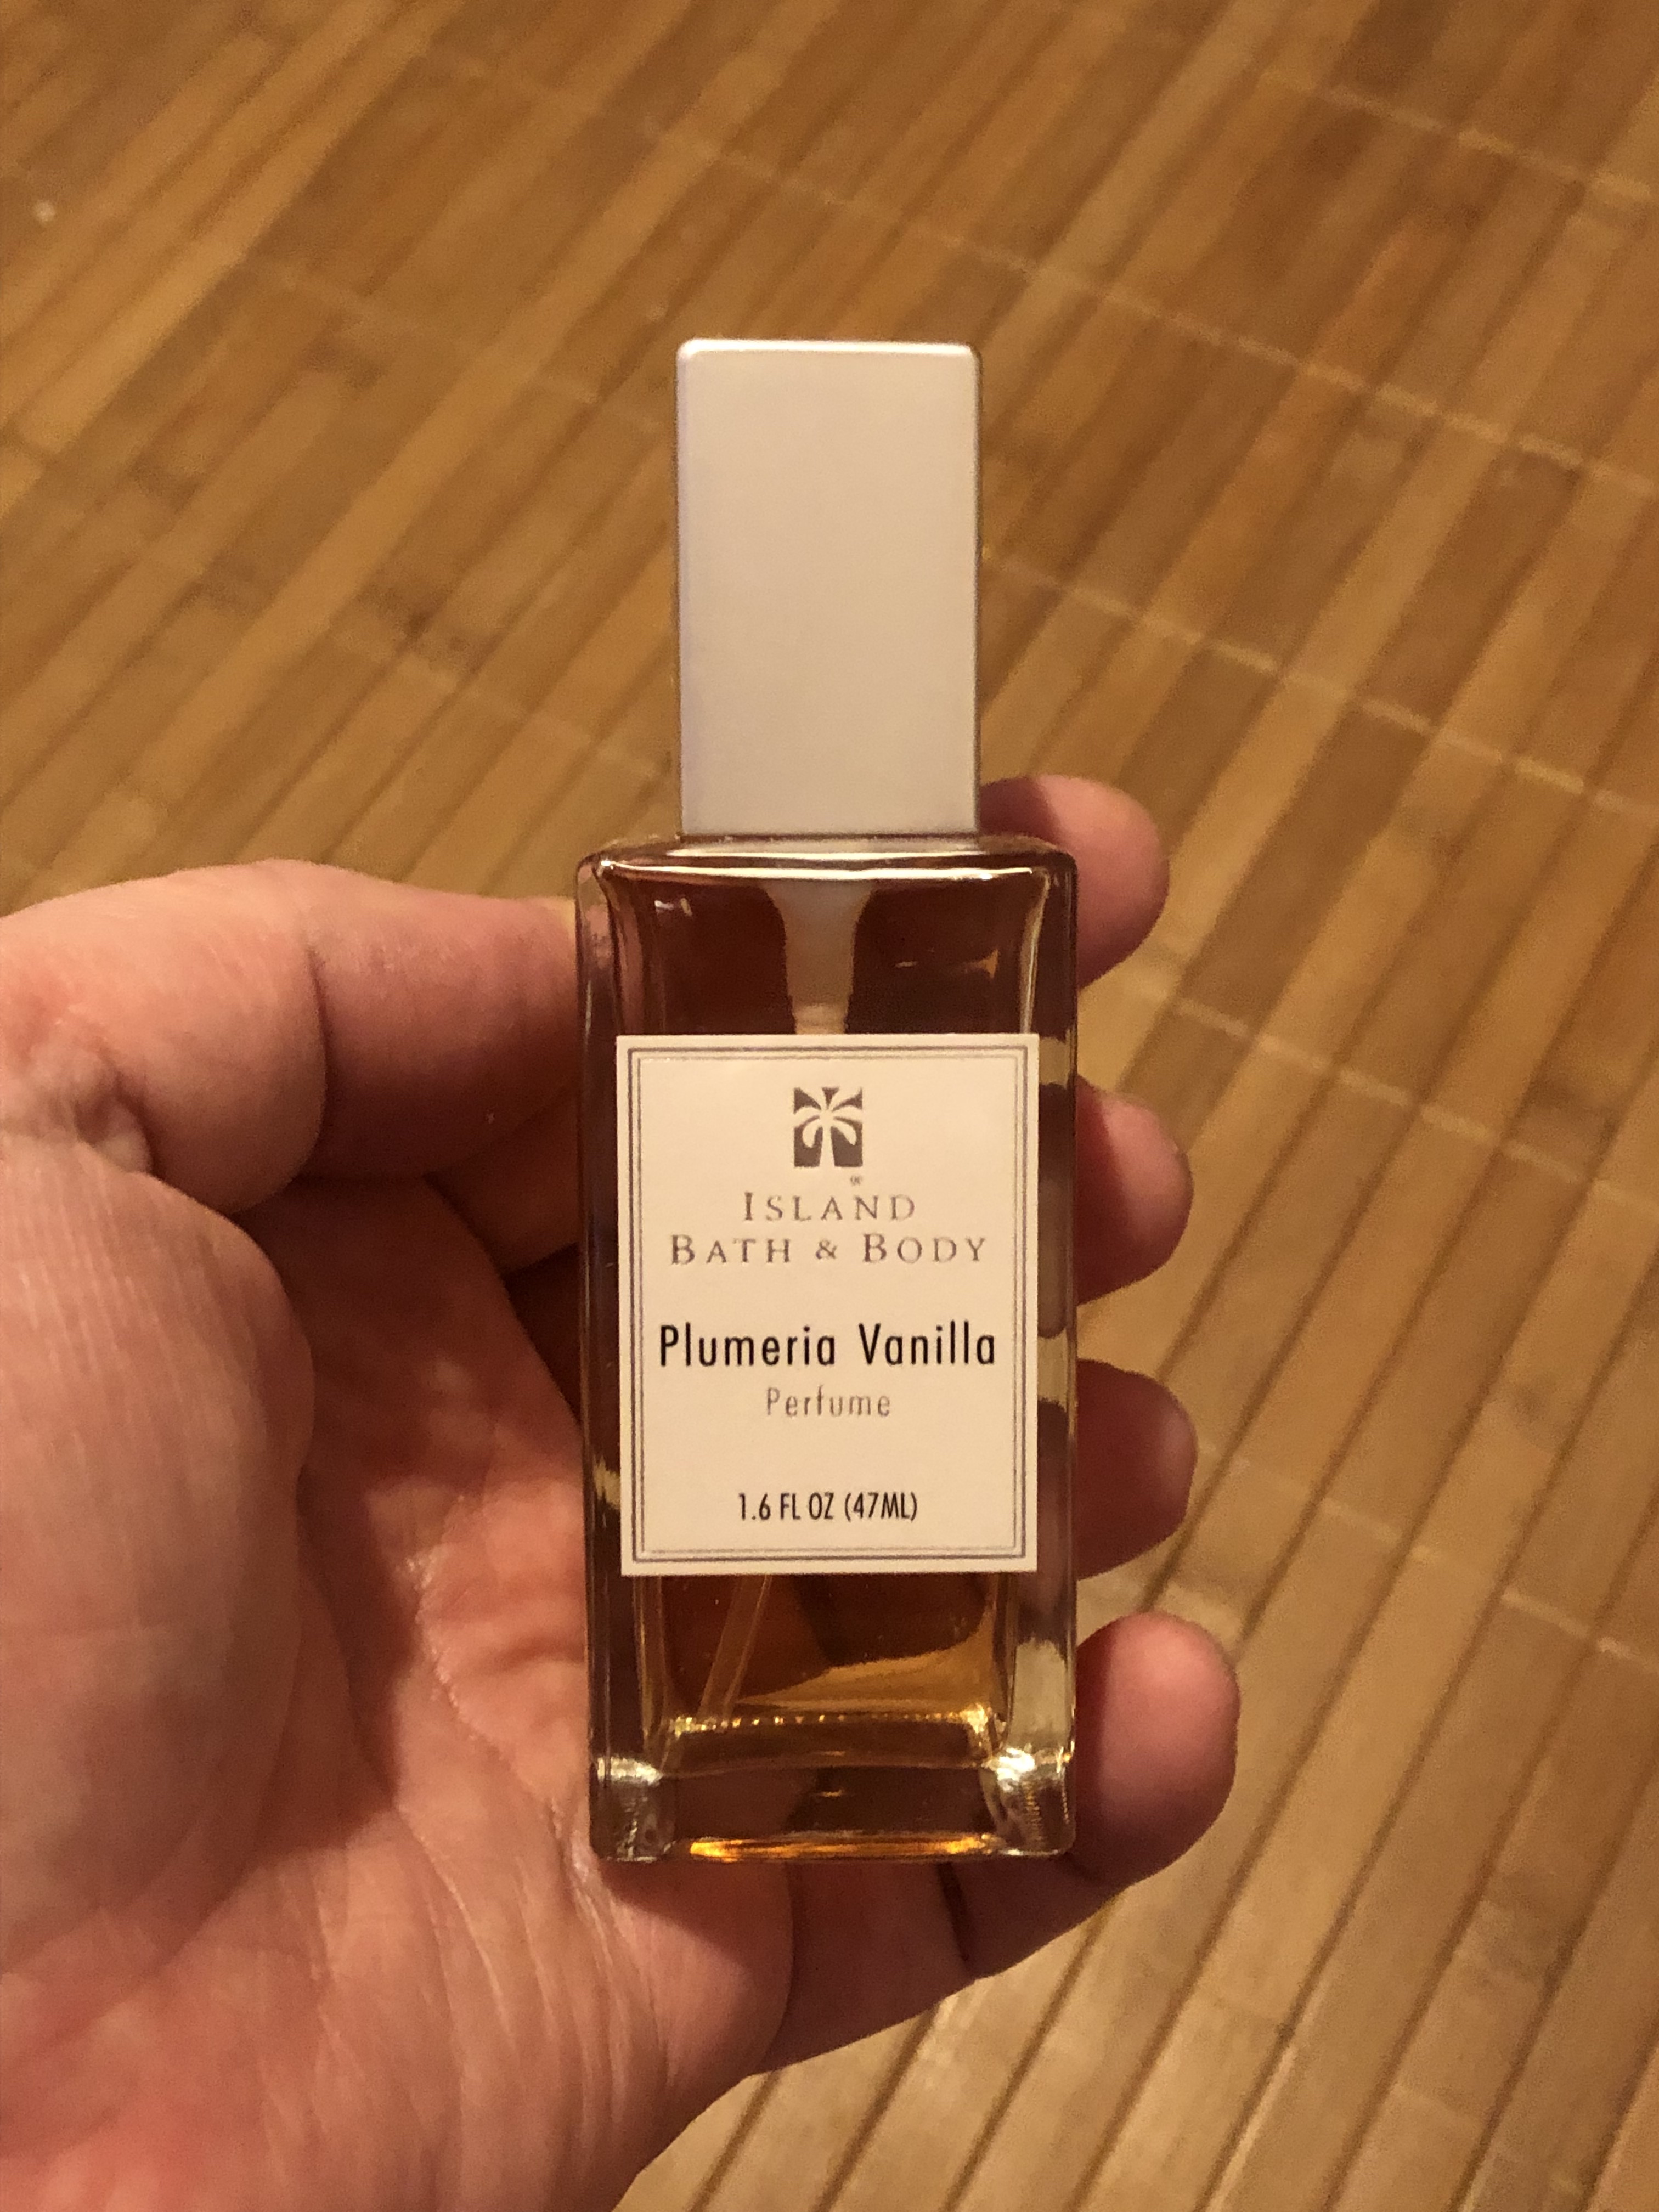 ®
ISLAND
BATH & BODY
Plumeria Vanilla
Perfume
1.6 FL OZ (47ML)